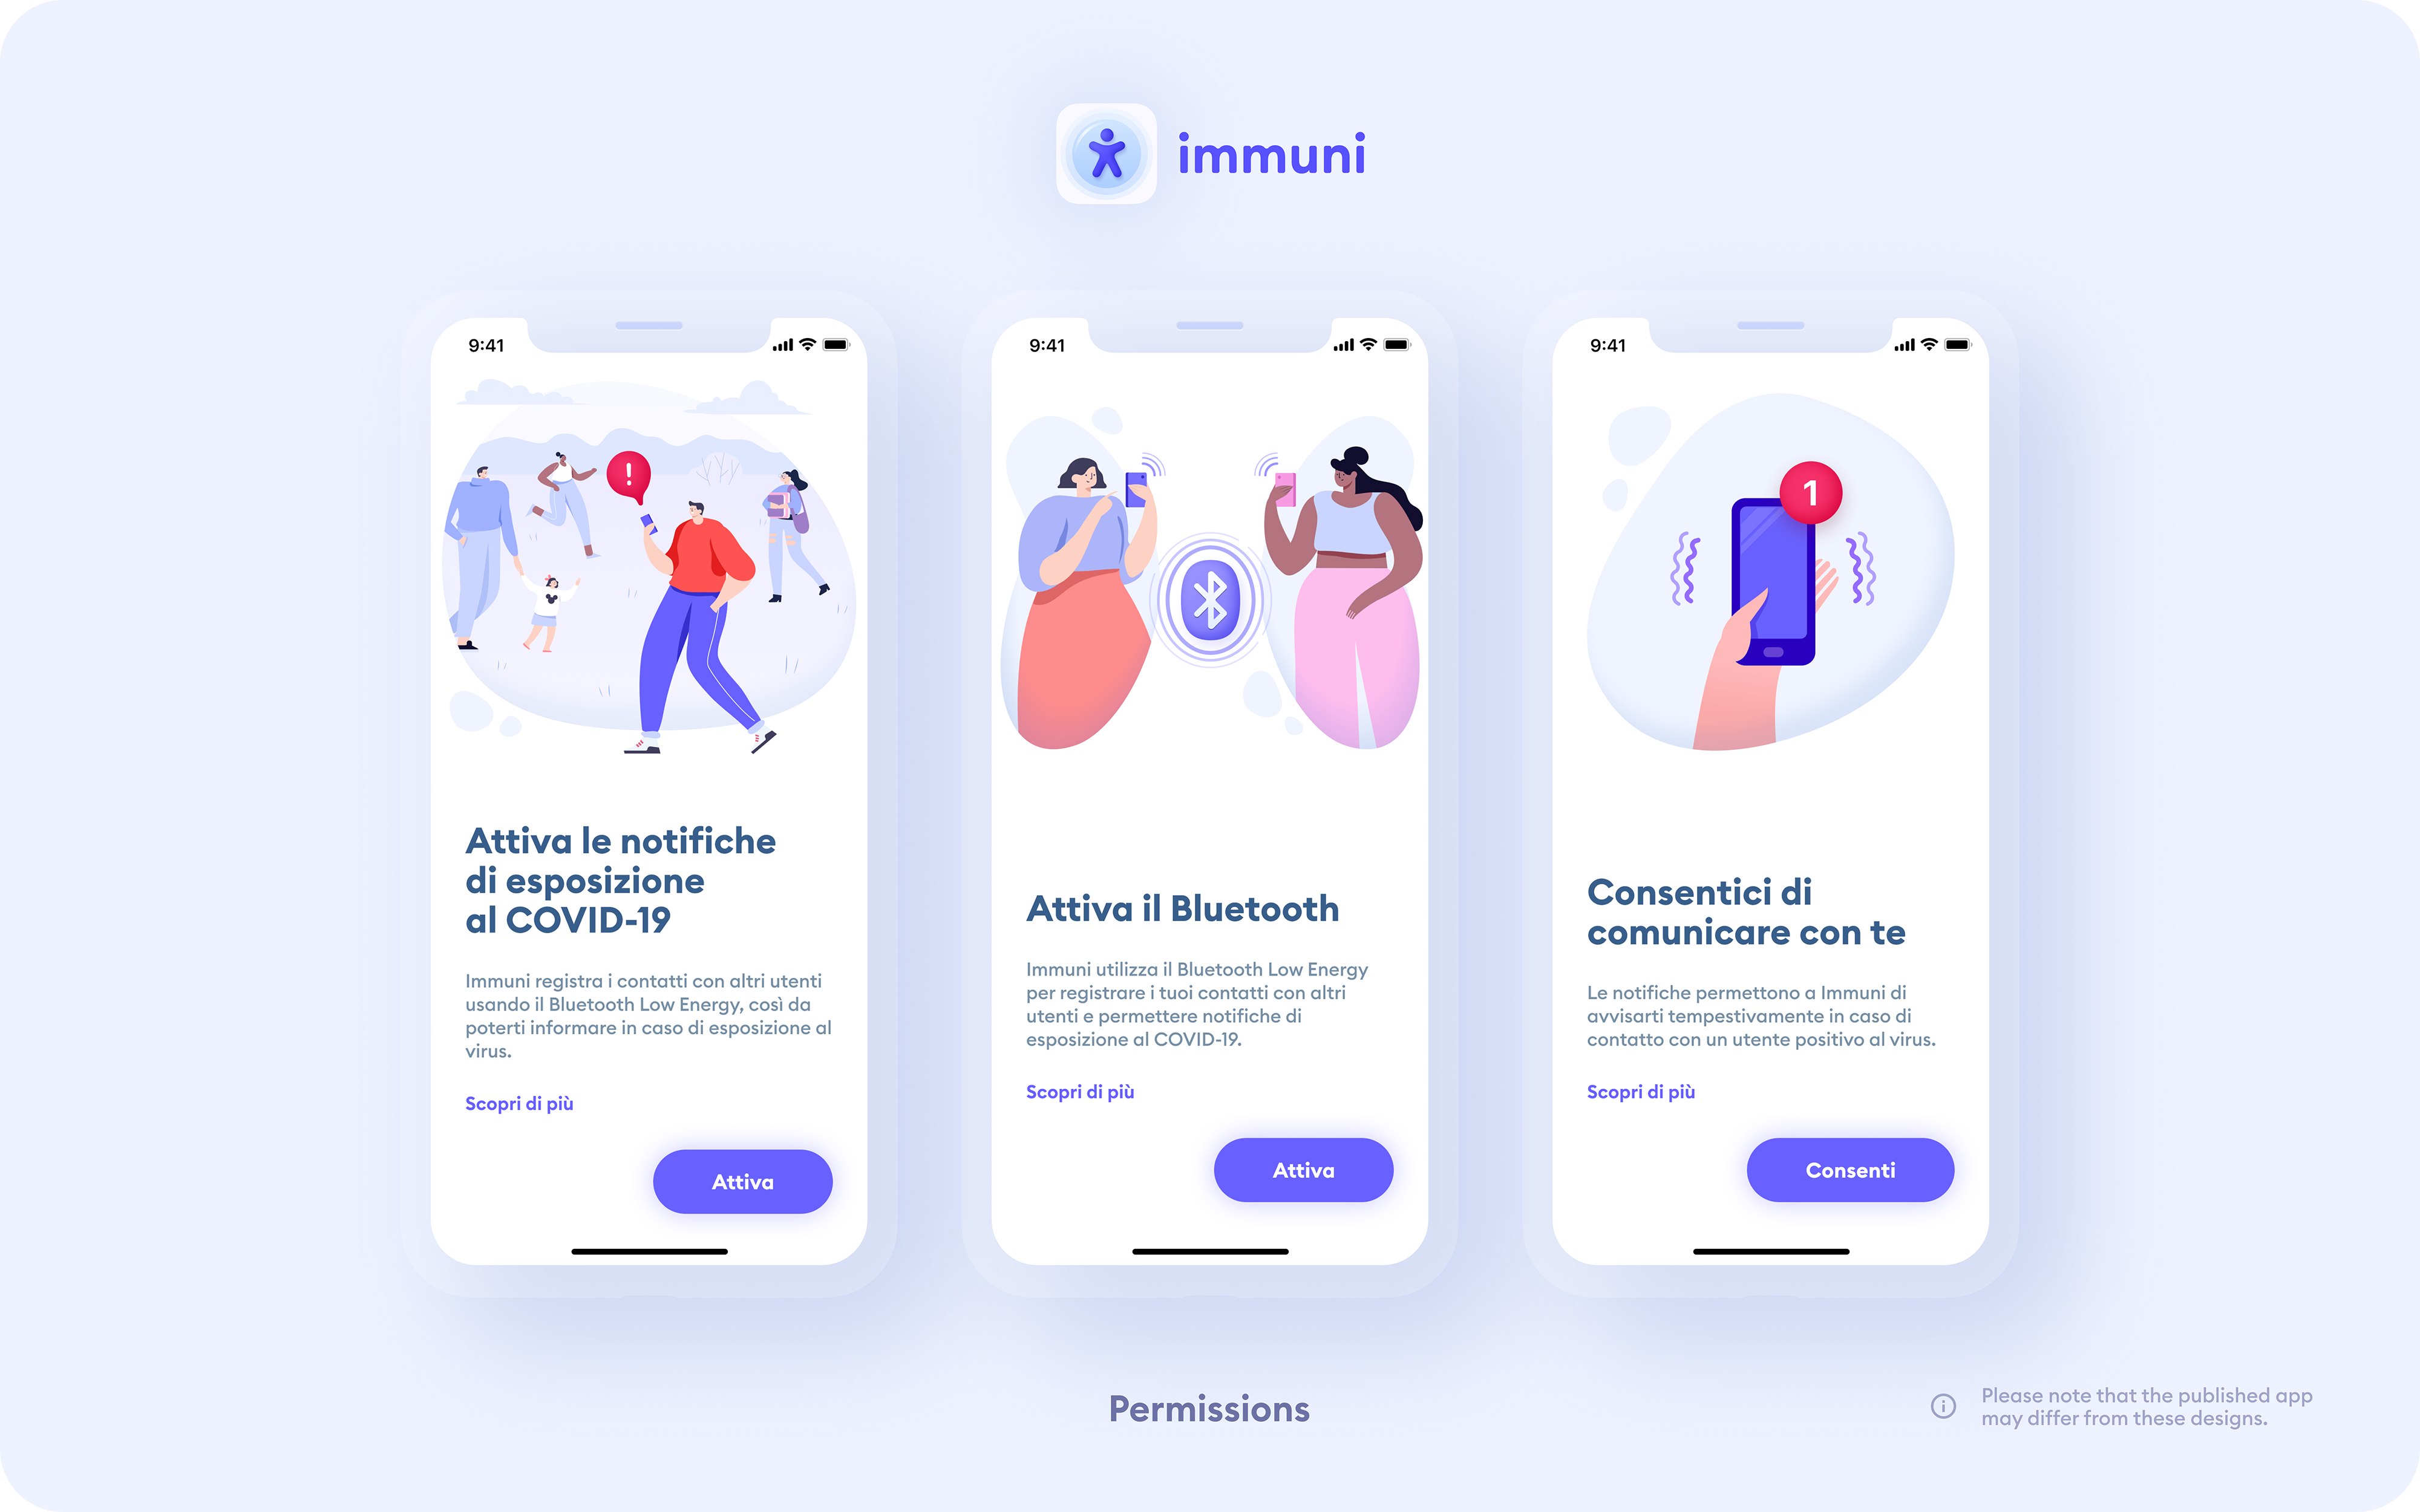 immuni
9:41
!
Attiva le notifiche
di esposizione
al COVID-19
Immuni registra i contatti con altri utenti
usando il Bluetooth Low Energy, così da
poterti informare in caso di esposizione al
virus.
Scopri di più
Attiva
9:41
Attiva il Bluetooth
Immuni utilizza il Bluetooth Low Energy
per registrare i tuoi contatti con altri
utenti e permettere notifiche di
esposizione al COVID-19.
Scopri di più
Attiva
9:41
1
Consentici di
comunicare con te
Le notifiche permettono a Immuni di
avvisarti tempestivamente in caso di
contatto con un utente positivo al virus.
Scopri di più
Consenti
Permissions
Please note that the published app
may differ from these designs.